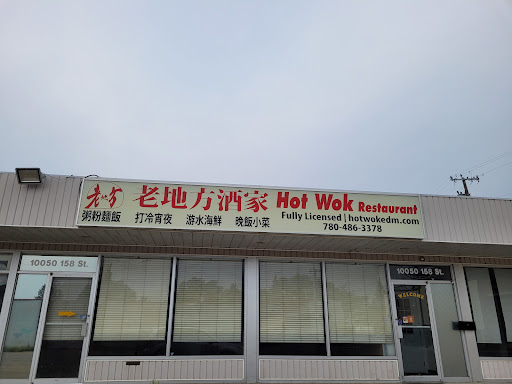 老地方
老地方酒家 Hot Wok Restaurant
粥粉麵飯 打冷宵夜 游水海鮮 晚飯小菜
Fully Licensed | hotwokedm.com
780-486-3378
10050 158 St.
10050 158 St.
WELCOME